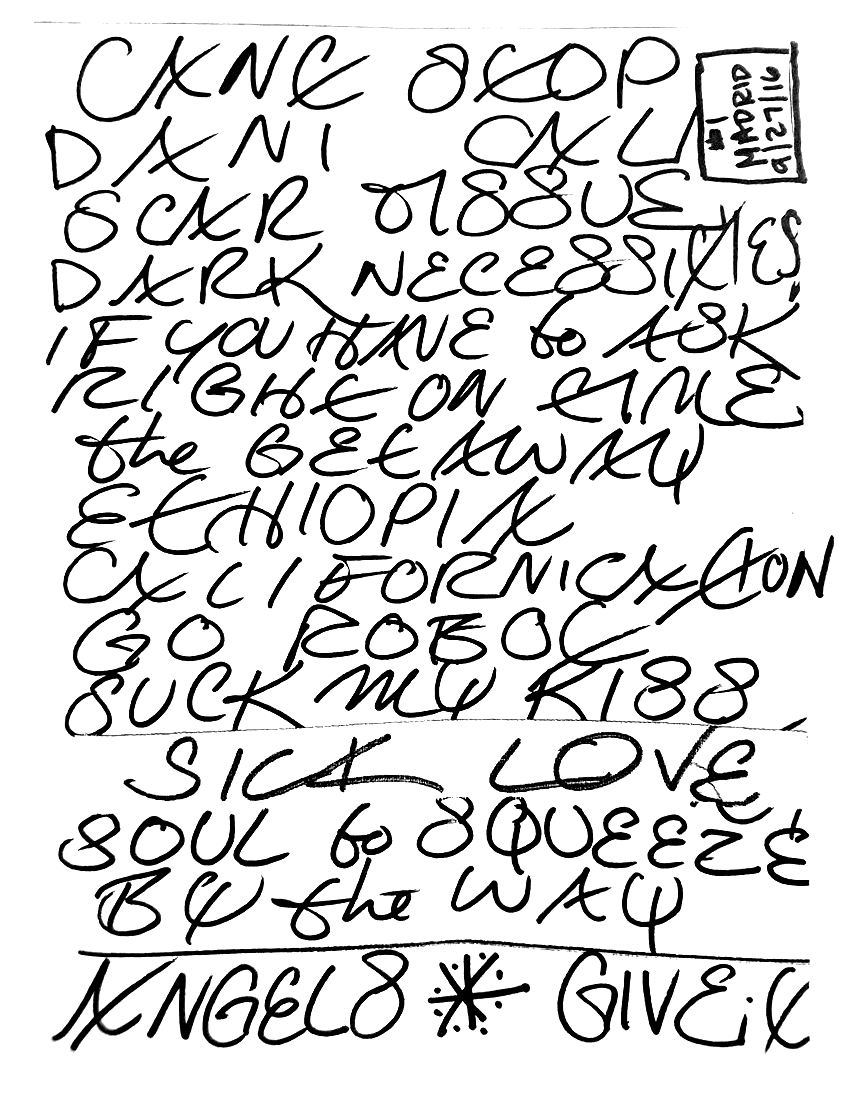 CAN'T STOP
DANI CALI
SCAR TISSUE
DARK NECESSITIES
IF YOU HAVE to ASK
RIGHT ON TIME
the GETAWAY
ETHIOPIA
CALIFORNICATION
GO ROBOT
SUCK MY KISS
SICK LOVE
SOUL to SQUEEZE
BY the WAY
ANGELS * GIVE it
#1
MADRID
9/27/16